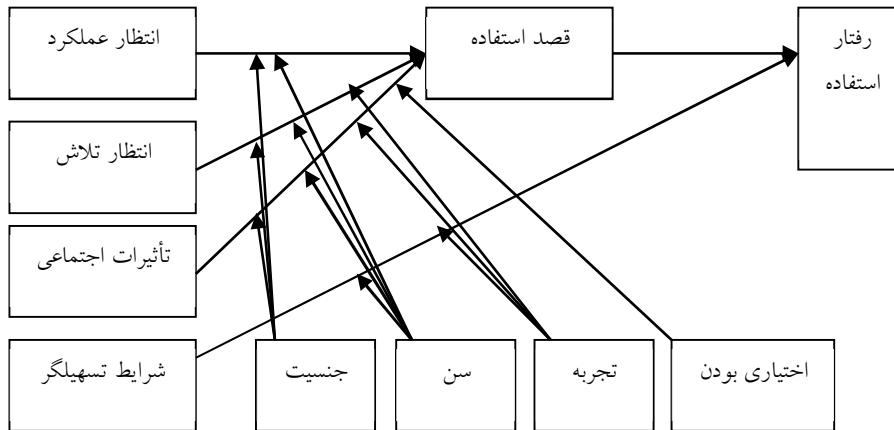 انتظار عملکرد
قصد استفاده
رفتار
استفاده
انتظار تلاش
تأثیرات اجتماعی
شرایط تسهیلگر
جنسیت
سن
تجربه
اختیاری بودن